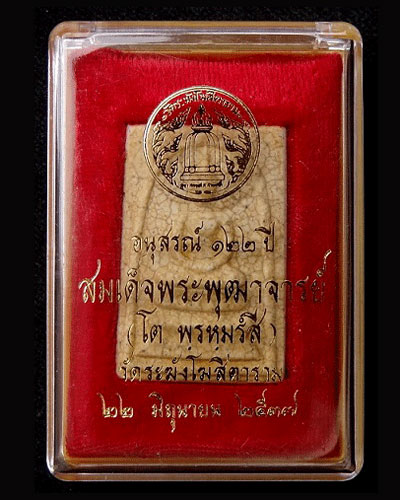 อนุสรณ์ ๑๒๒ ปี
สมเด็จพระพุฒาจารย์
(โต พฺรหฺมรํสี)
วัดระฆังโฆสิตาราม
๒๒ มิถุนายน ๒๕๓๗